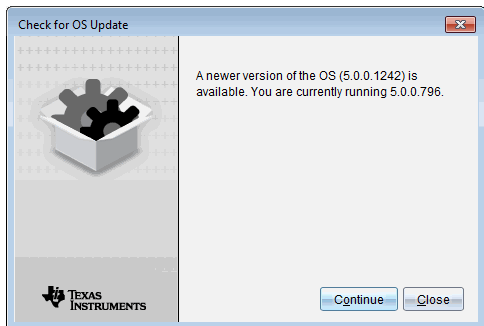 Check for OS Update
A newer version of the OS (5.0.0.1242) is
available. You are currently running 5.0.0.796.
TEXAS
INSTRUMENTS
Continue
Close